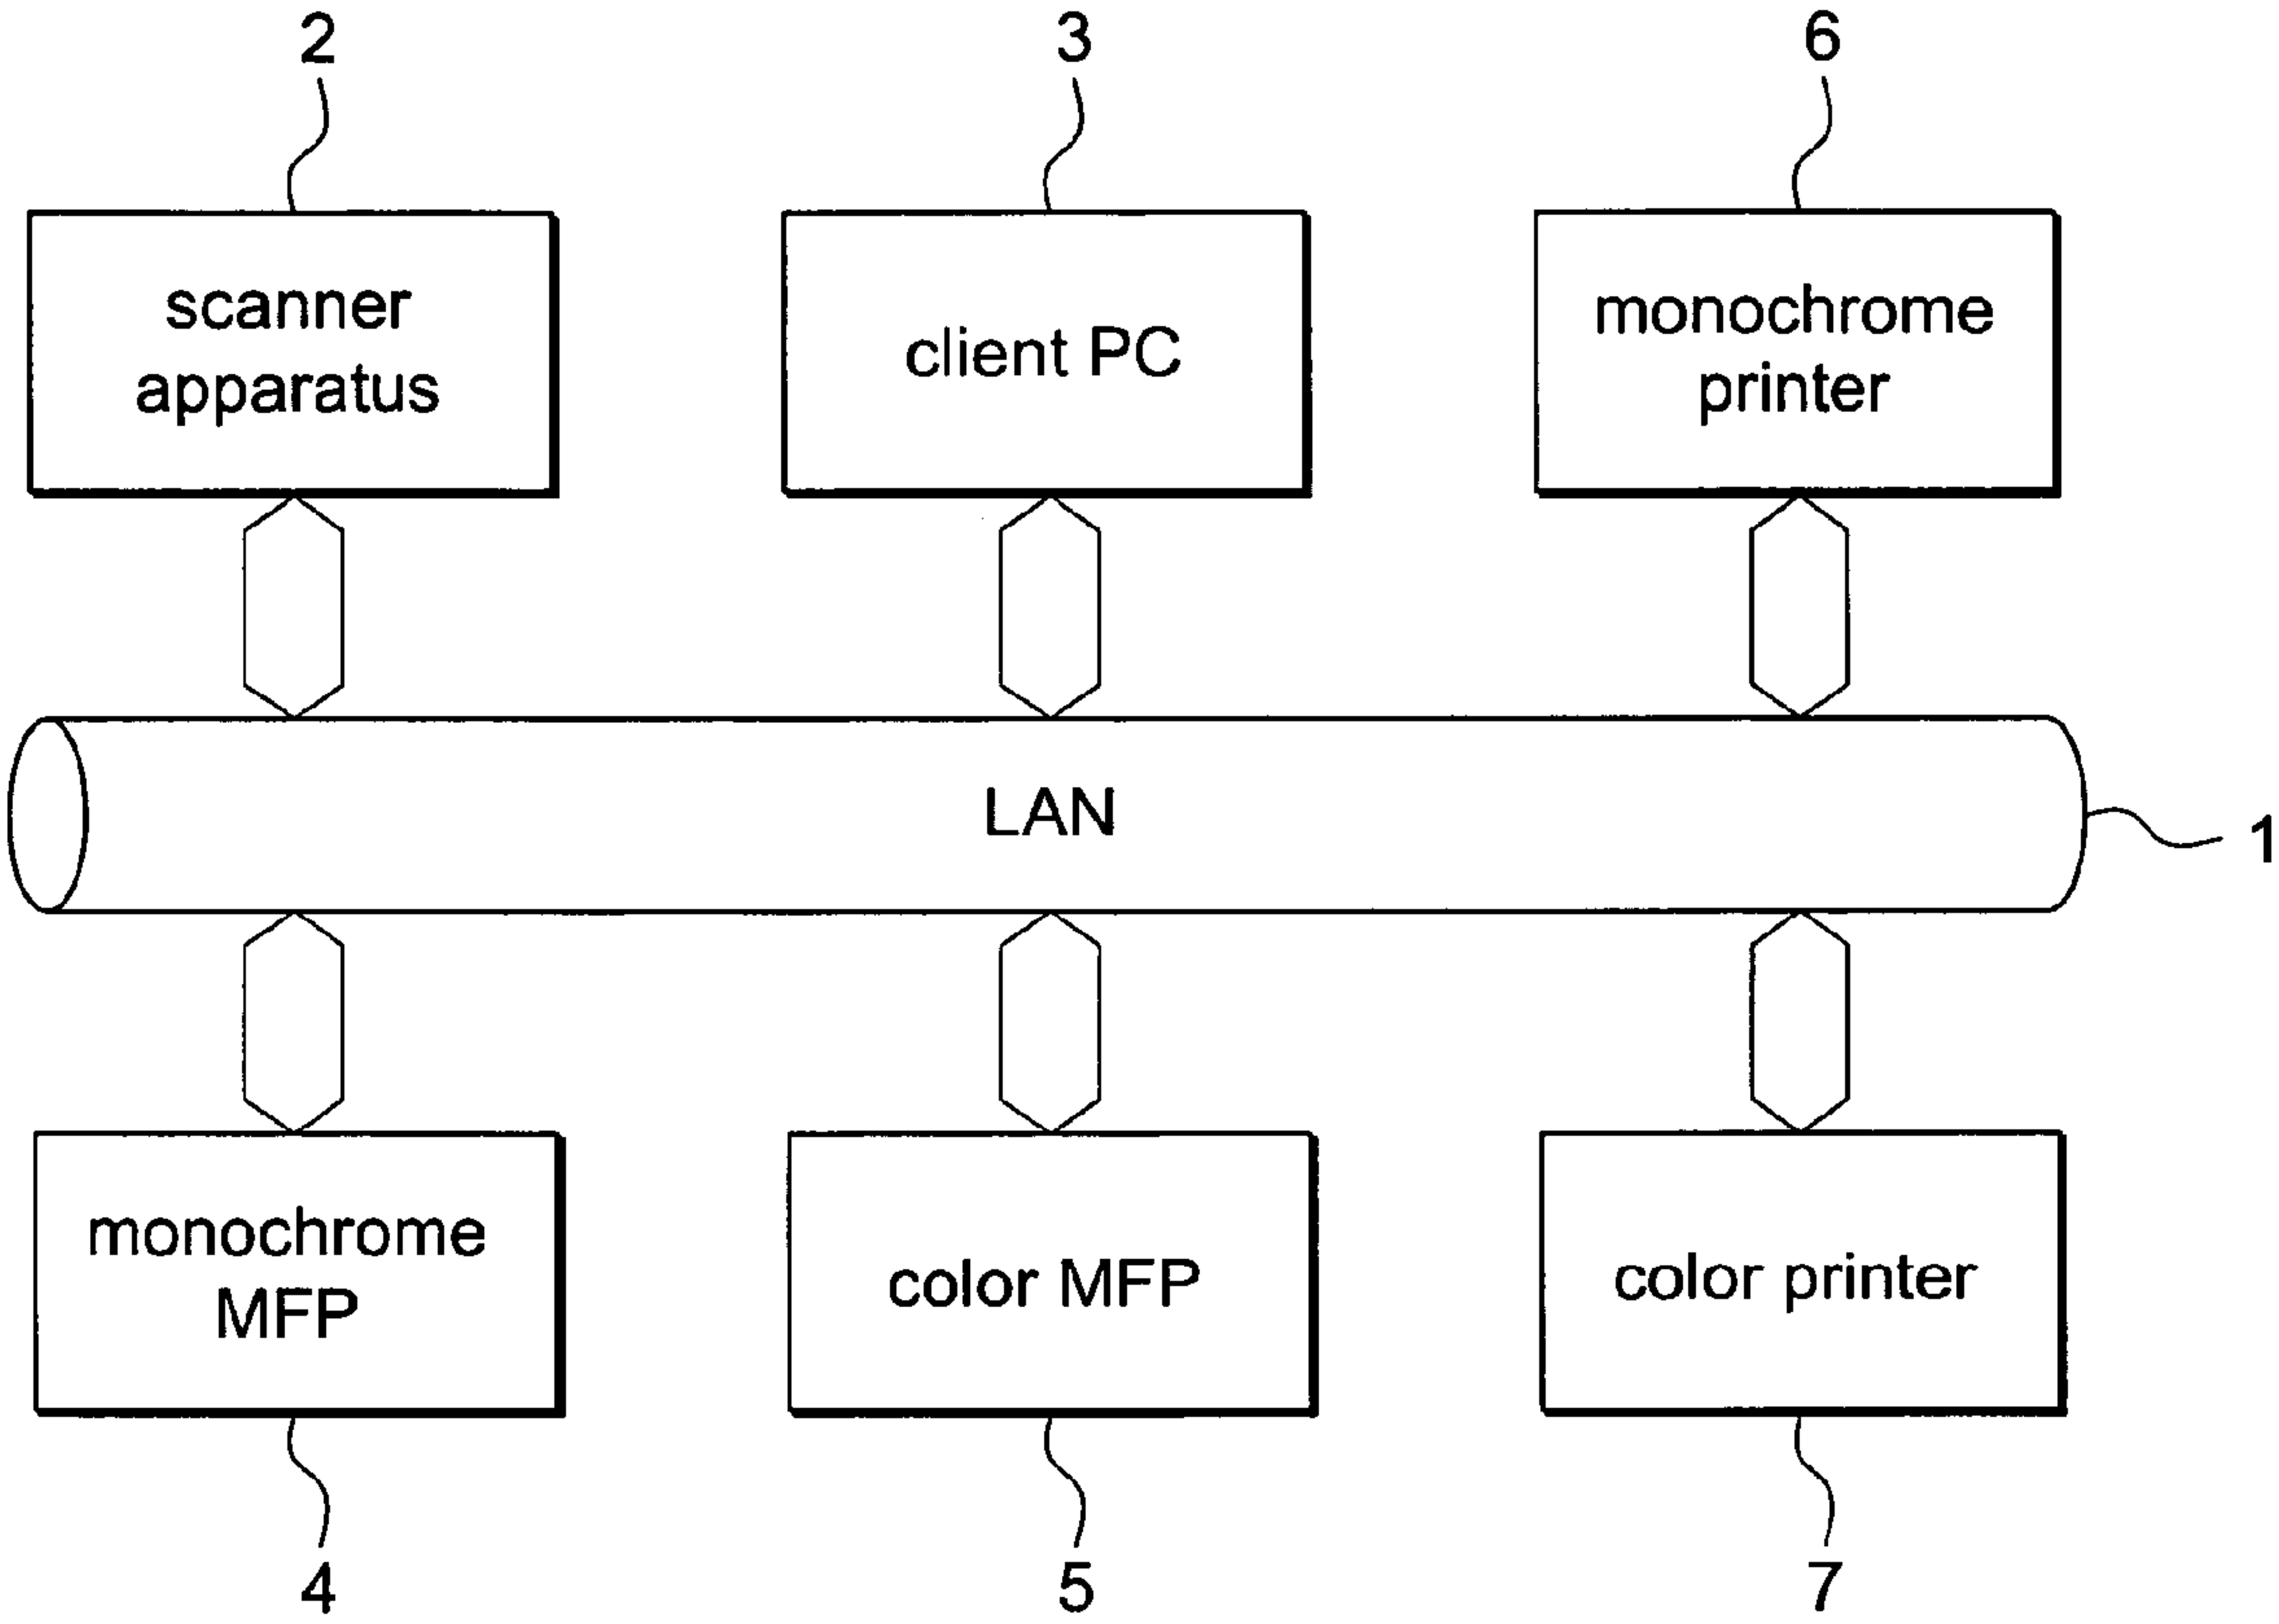 2
3
6
scanner
apparatus
client PC
monochrome
printer
LAN
1
monochrome
MFP
color MFP
color printer
4
5
7